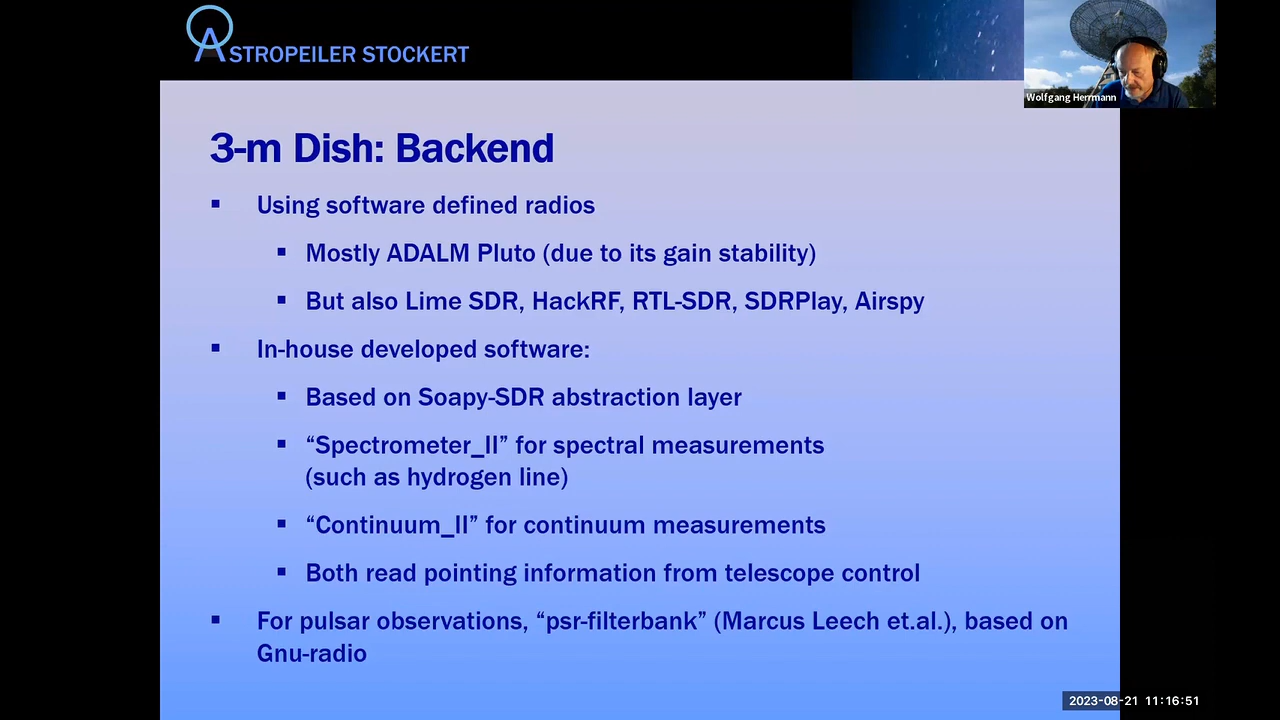 ASTROPEILER STOCKERT
Wolfgang Herrmann
3-m Dish: Backend
Using software defined radios
Mostly ADALM Pluto (due to its gain stability)
But also Lime SDR, HackRF, RTL-SDR, SDRPlay, Airspy
In-house developed software:
Based on Soapy-SDR abstraction layer
“Spectrometer_II” for spectral measurements
(such as hydrogen line)
“Continuum_II” for continuum measurements
Both read pointing information from telescope control
For pulsar observations, “psr-filterbank” (Marcus Leech et.al.), based on
Gnu-radio
2023-08-21 11:16:51